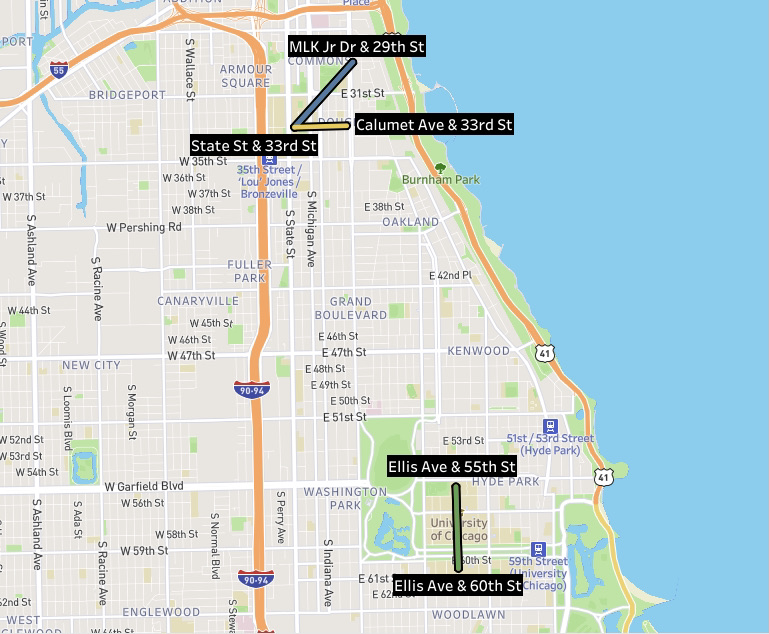 ADDITION
Place
PORT
S Wallace St
MLK Jr Dr & 29th St
COMMONS
ARMOUR
SQUARE
55
BRIDGEPORT
E 31st St
Calumet Ave & 33rd St
State St & 33rd St
W 35th St
W 36th St
35th Street /
'Lou' Jones /
Bronzeville
W 37th St
W 37th St
W 38th St
Burnham Park
E 38th St
OAKLAND
W Pershing Rd
S Ashland Ave
S Racine Ave
S State St
S Michigan Ave
FULLER
PARK
E 42nd Pl
CANARYVILLE
GRAND
BOULEVARD
W 44th St
W 45th St
W 46th St
W 47th St
E 46th St
E 47th St
KENWOOD
41
NEW CITY
E 48th St
E 49th St
E 50th St
E 51st St
90-94
S Loomis Blvd
S Morgan St
W 52nd St
W 53rd St
W 54th St
E 53rd St
51st / 53rd Street
(Hyde Park)
Ellis Ave & 55th St
HYDE PARK
41
W Garfield Blvd
WASHINGTON
PARK
W 56th St
University
of Chicago
W 58th St
W 59th St
S Ashland Ave
S Ada St
S Racine Ave
S Normal Blvd
S Perry Ave
S Indiana Ave
E 60th St
59th Street
(University
Chicago)
90-94
E 61st
Ellis Ave & 60th St
E 62nd
ENGLEWOOD
WOODLAWN
WEST